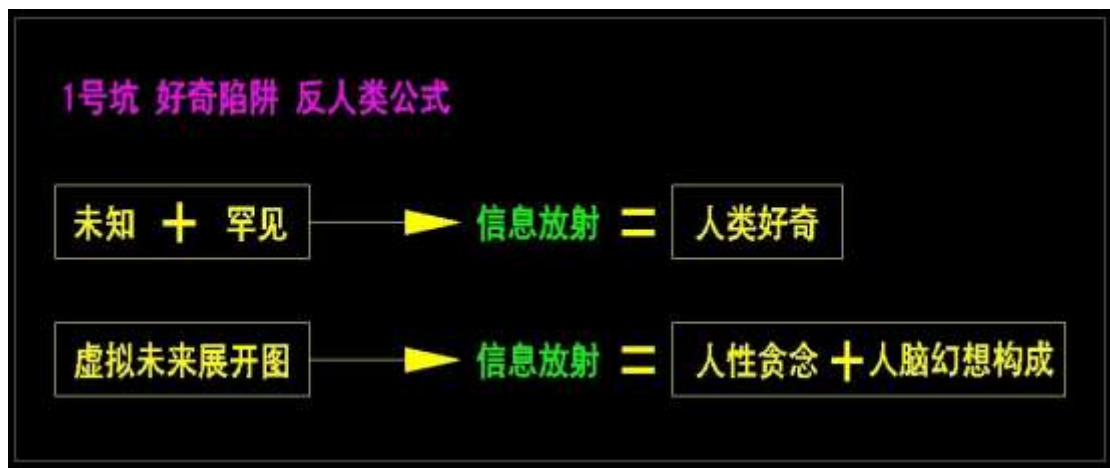 1号坑 好奇陷阱 反人类公式
未知 + 罕见 信息放射 = 人类好奇
虚拟未来展开图 信息放射 = 人性贪念 + 人脑幻想构成